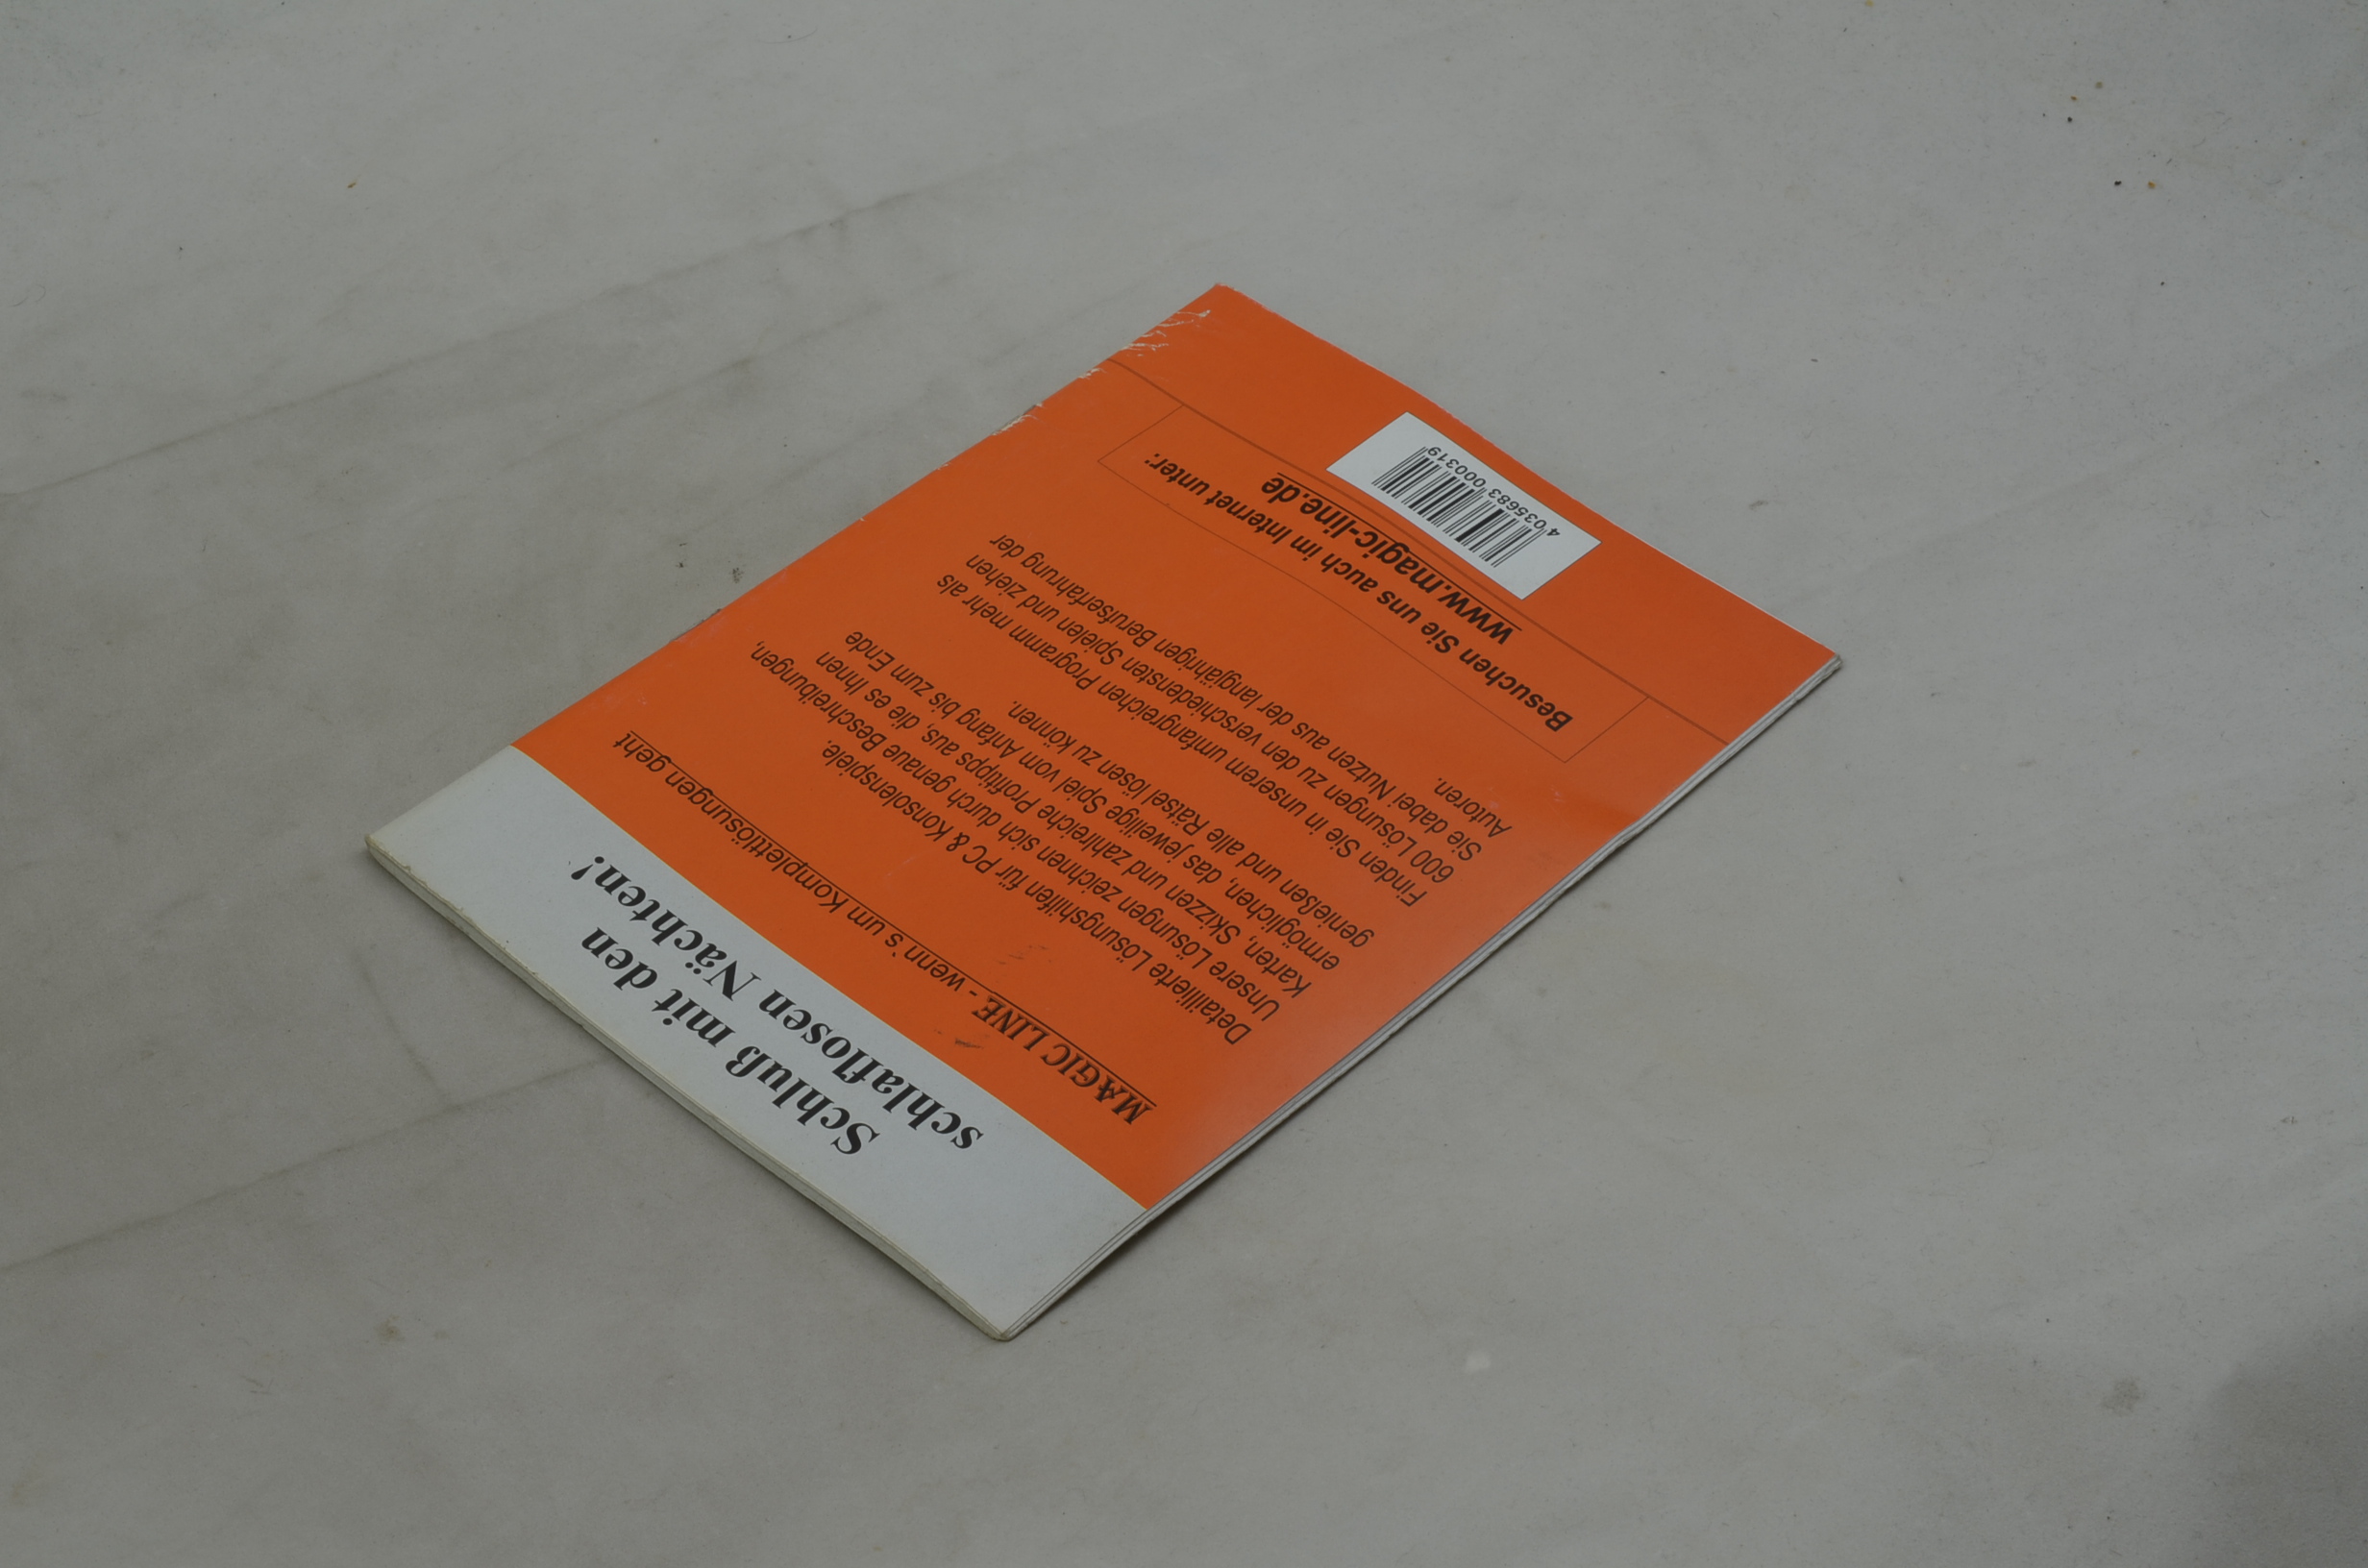 Schluß mit den
schlaflosen Nächten!
MAGIC LINE - wenn`s um Komplettlösungen geht
Detaillierte Lösungshilfen für PC & Konsolenspiele.
Unsere Lösungen zeichnen sich durch genaue Beschreibungen,
Karten, Skizzen und zahlreiche Profitipps aus, die es Ihnen
ermöglichen, das jeweilige Spiel vom Anfang bis zum Ende
genießen und alle Rätsel lösen zu können.
Finden Sie in unserem umfangreichen Programm mehr als
600 Lösungen zu den verschiedensten Spielen und ziehen
Sie dabei Nutzen aus der langjährigen Berufserfahrung der
Autoren.
Besuchen Sie uns auch im Internet unter:
www.magic-line.de
4 035683 000319